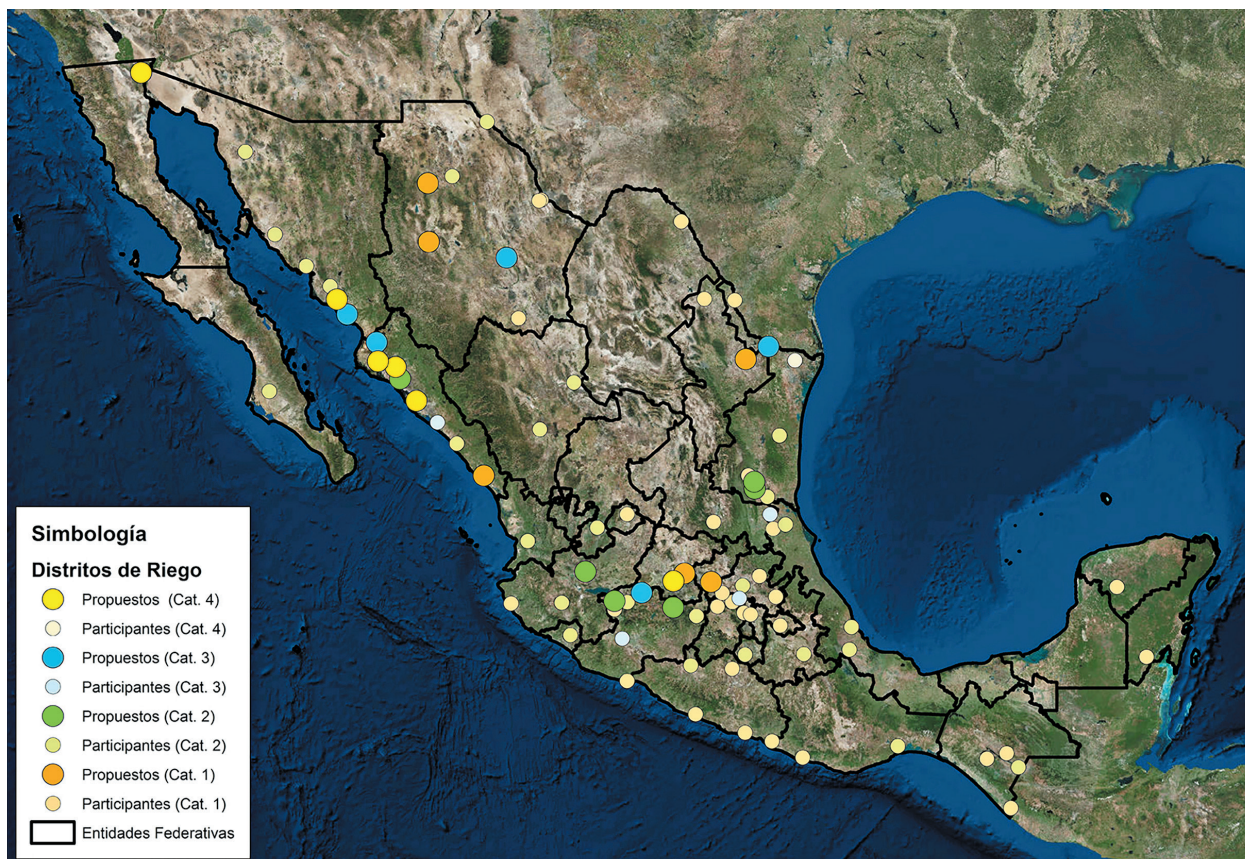 Simbología
Distritos de Riego
Propuestos (Cat. 4)
Participantes (Cat. 4)
Propuestos (Cat. 3)
Participantes (Cat. 3)
Propuestos (Cat. 2)
Participantes (Cat. 2)
Propuestos (Cat. 1)
Participantes (Cat. 1)
Entidades Federativas